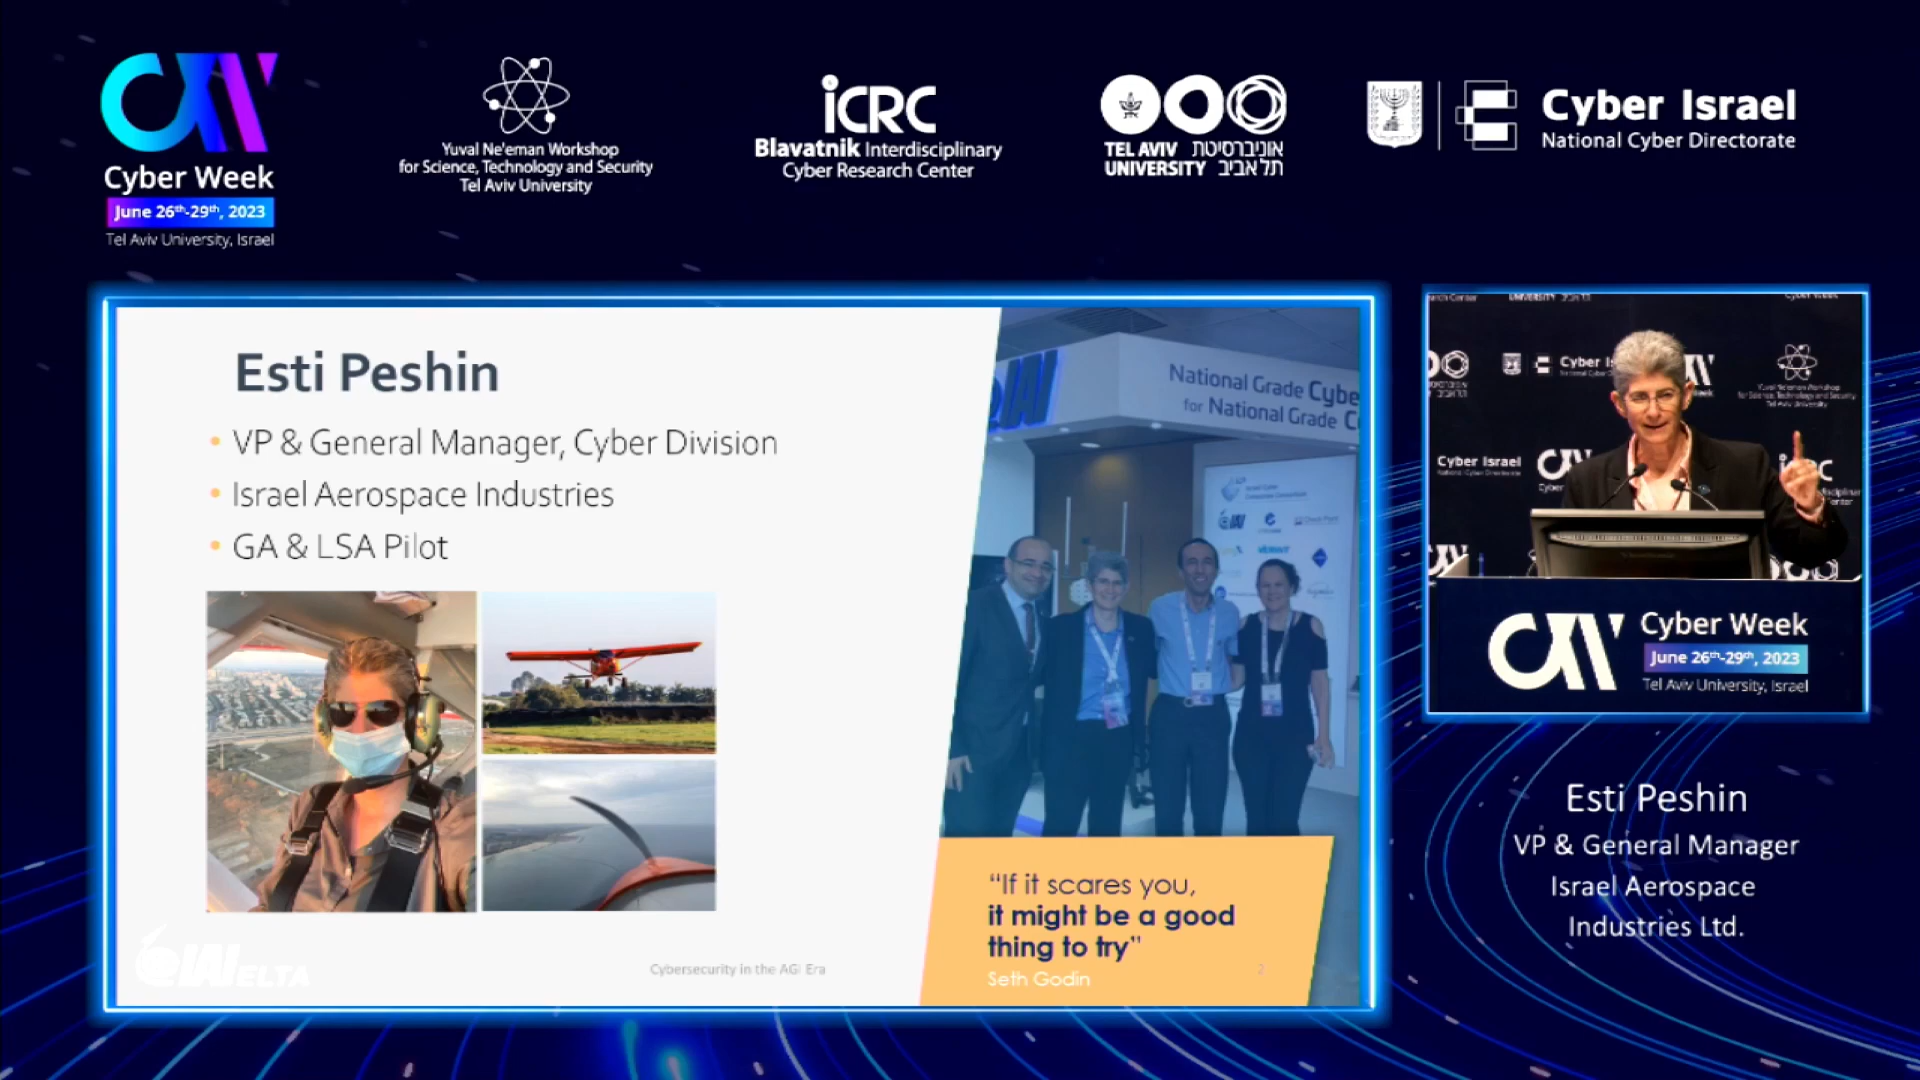 Cyber Week
June 26th-29th, 2023
Tel Aviv University, Israel
Yuval Ne'eman Workshop
for Science, Technology and Security
Tel Aviv University
iCRC
Blavatnik Interdisciplinary
Cyber Research Center
TEL AVIV אוניברסיטת
UNIVERSITY תל אביב
Cyber Israel
National Cyber Directorate
Esti Peshin
• VP & General Manager, Cyber Division
• Israel Aerospace Industries
• GA & LSA Pilot
IAI
National Grade Cybe
for National Grade C
"If it scares you,
it might be a good
thing to try"
Seth Godin
ELTA
Cybersecurity in the AGI Era
2
Cyber Israel
Cyber Week
June 26th-29th, 2023
Tel Aviv University, Israel
Esti Peshin
VP & General Manager
Israel Aerospace
Industries Ltd.